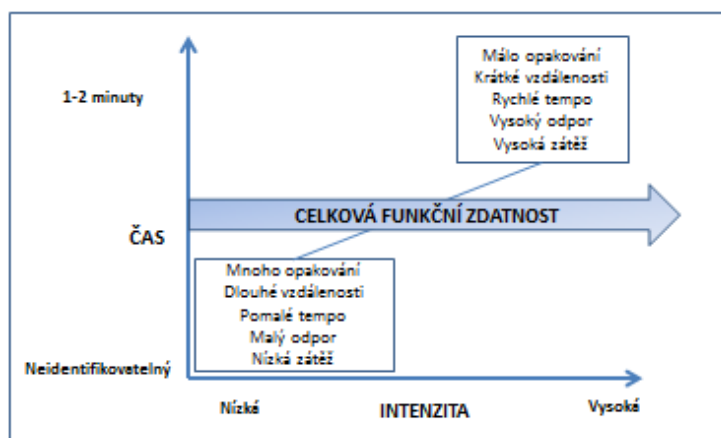 Málo opakování
Krátké vzdálenosti
Rychlé tempo
Vysoký odpor
Vysoká zátěž
1-2 minuty
CELKOVÁ FUNKČNÍ ZDATNOST
ČAS
Mnoho opakování
Dlouhé vzdálenosti
Pomalé tempo
Malý odpor
Nízká zátěž
Neidentifikovatelný
Nízká
INTENZITA
Vysoká